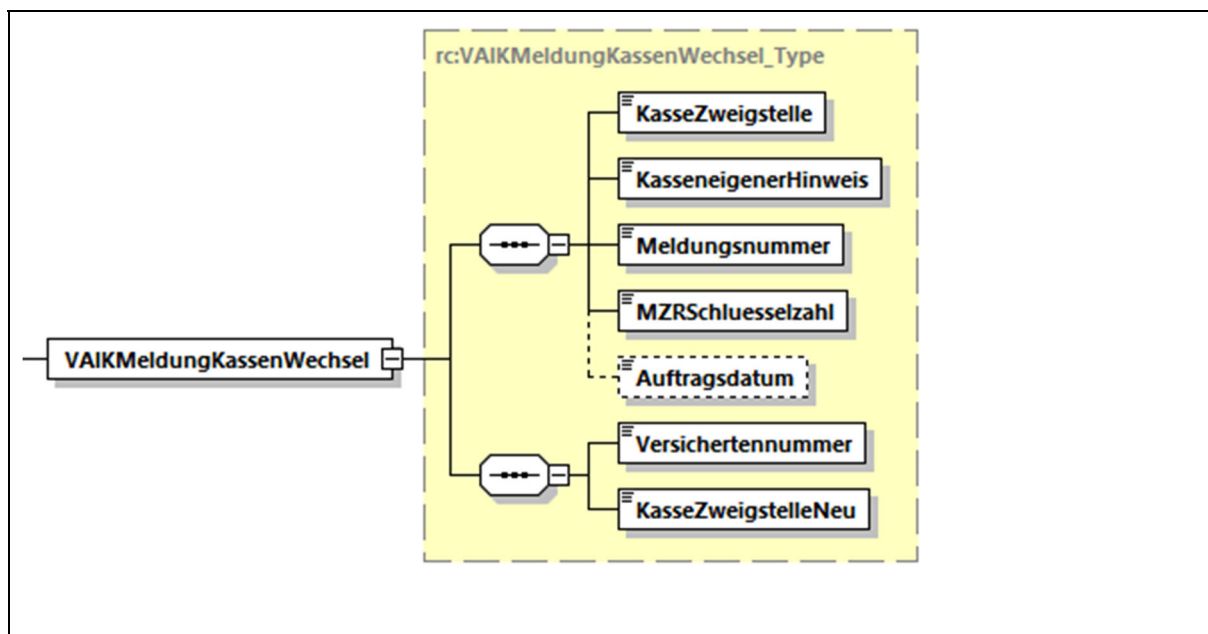 rc:VAIKMeldungKassenWechsel_Type
KasseZweigstelle
KasseneigenerHinweis
Meldungsnummer
MZRSchluesselzahl
VAIKMeldungKassenWechsel
Auftragsdatum
Versichertennummer
KasseZweigstelleNeu